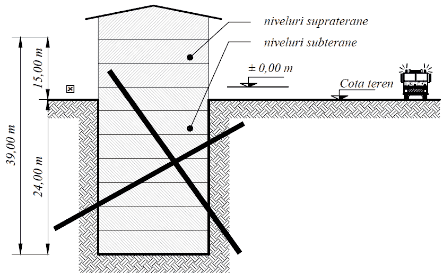 niveluri supraterane
niveluri subterane
± 0,00 m
Cota teren
15,00 m
39,00 m
24,00 m